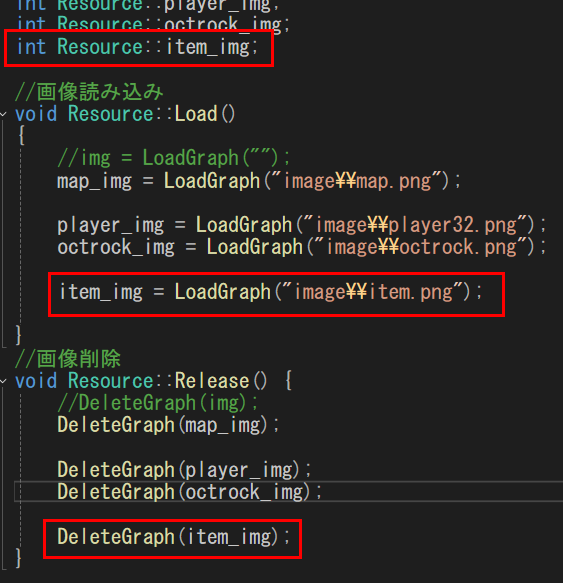 int Resource::player_img;
int Resource::octrock_img;
int Resource::item_img;
//画像読み込み
void Resource::Load()
{
//img = LoadGraph("");
map_img = LoadGraph("image¥¥map.png");
player_img = LoadGraph("image¥¥player32.png");
octrock_img = LoadGraph("image¥¥octrock.png");
item_img = LoadGraph("image¥¥item.png");
}
//画像削除
void Resource::Release() {
//DeleteGraph(img);
DeleteGraph(map_img);
DeleteGraph(player_img);
DeleteGraph(octrock_img);
DeleteGraph(item_img);
}